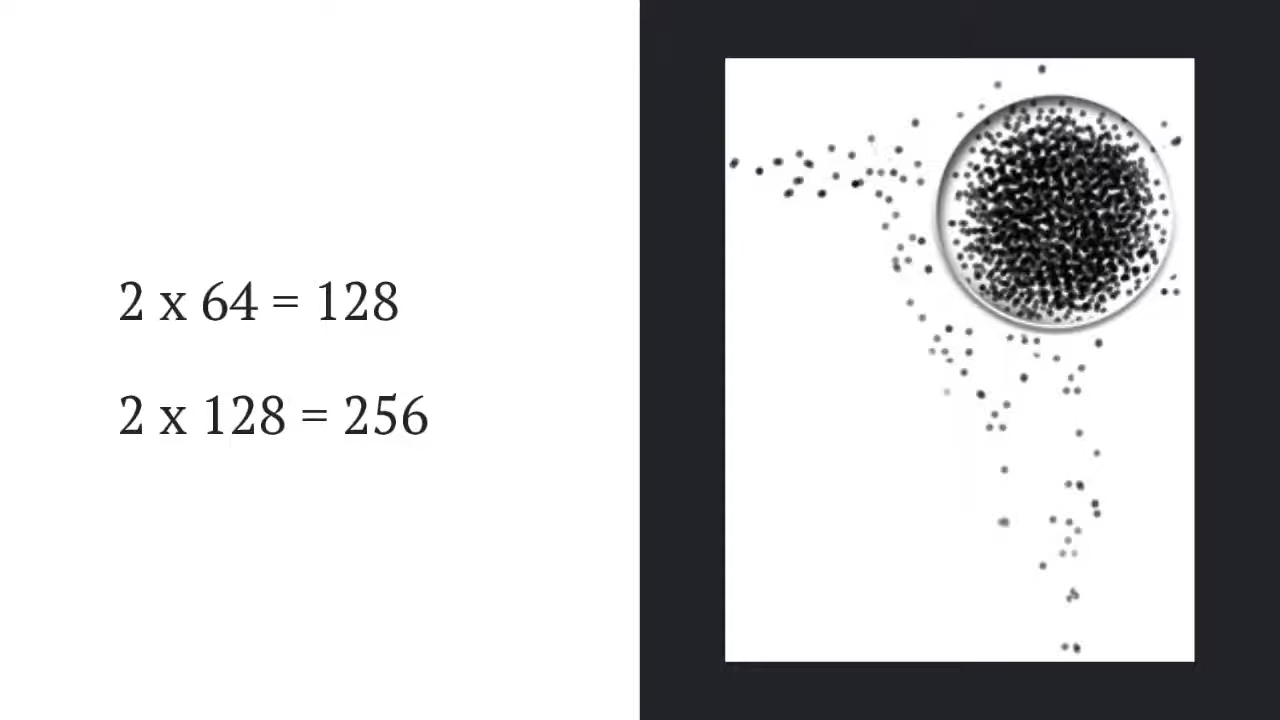 2 x 64 = 128
2 x 128 = 256